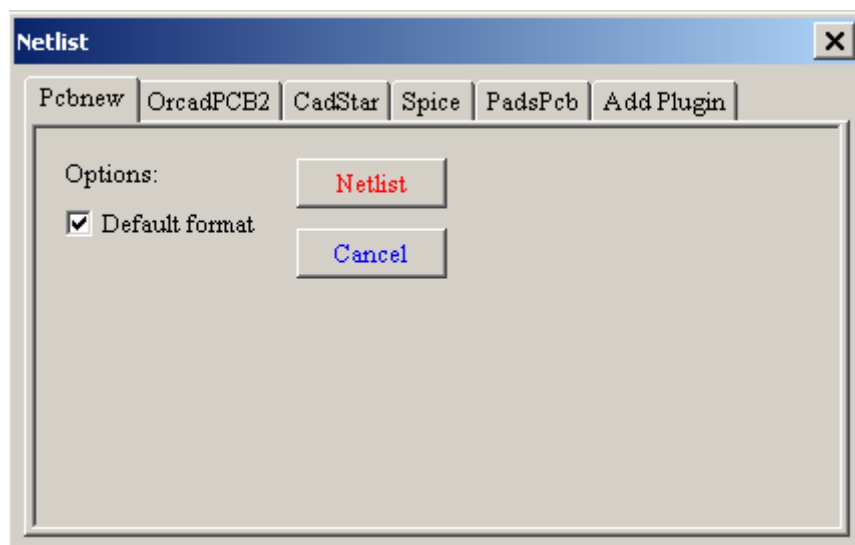 Netlist
Pcbnew OrcadPCB2 CadStar Spice PadsPcb Add Plugin
Options:
Netlist
Default format
Cancel